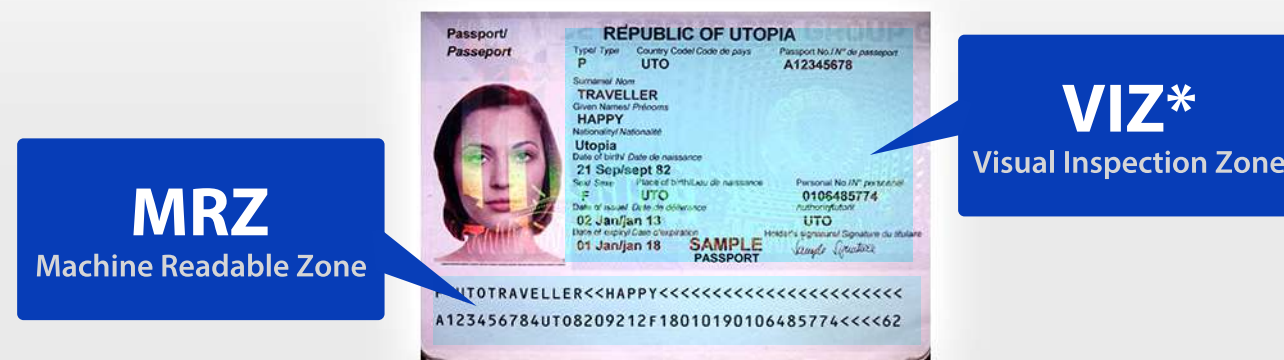 Passport/
Passeport
REPUBLIC OF UTOPIA
Type/ Type Country Code/ Code de pays Passport No./ N° de passeport
P UTO A12345678
Surname/ Nom
TRAVELLER
Given Names/ Prénoms
HAPPY
Nationality/ Nationalité
Utopia
Date of birth/ Date de naissance
21 Sep/sept 82
Sex/ Sexe Place of birth/Lieu de naissance Personal No./N° personnel
F UTO 0106485774
Date of issue/ Date de délivrance Authority/
02 Jan/jan 13 UTO
Date of expiry/ Date d'expiration Holder's signature/ Signature du titulaire
01 Jan/jan 18 SAMPLE Sample Signature
PASSPORT
UTOTRAVELLER<<HAPPY<<<<<<<<<<<<<<<<<<<<<<<<
A123456784UTO8209212F18010190106485774<<<<62
MRZ
Machine Readable Zone
VIZ*
Visual Inspection Zone